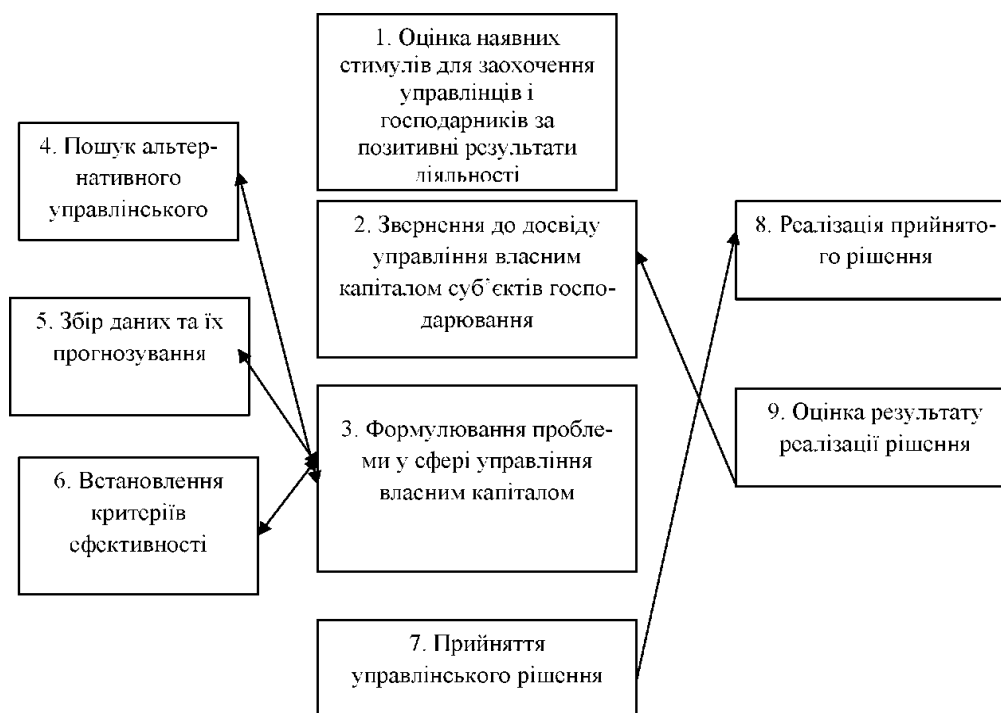 1. Оцінка наявних
стимулів для заохочення
управлінців і
господарників за
позитивні результати
діяльності
2. Звернення до досвіду
управління власним
капіталом суб’єктів госпо-
дарювання
3. Формулювання пробле-
ми у сфері управління
власним капіталом
4. Пошук альтер-
нативного
управлінського
5. Збір даних та їх
прогнозування
6. Встановлення
критеріїв
ефективності
7. Прийняття
управлінського рішення
8. Реалізація прийнято-
го рішення
9. Оцінка результату
реалізації рішення